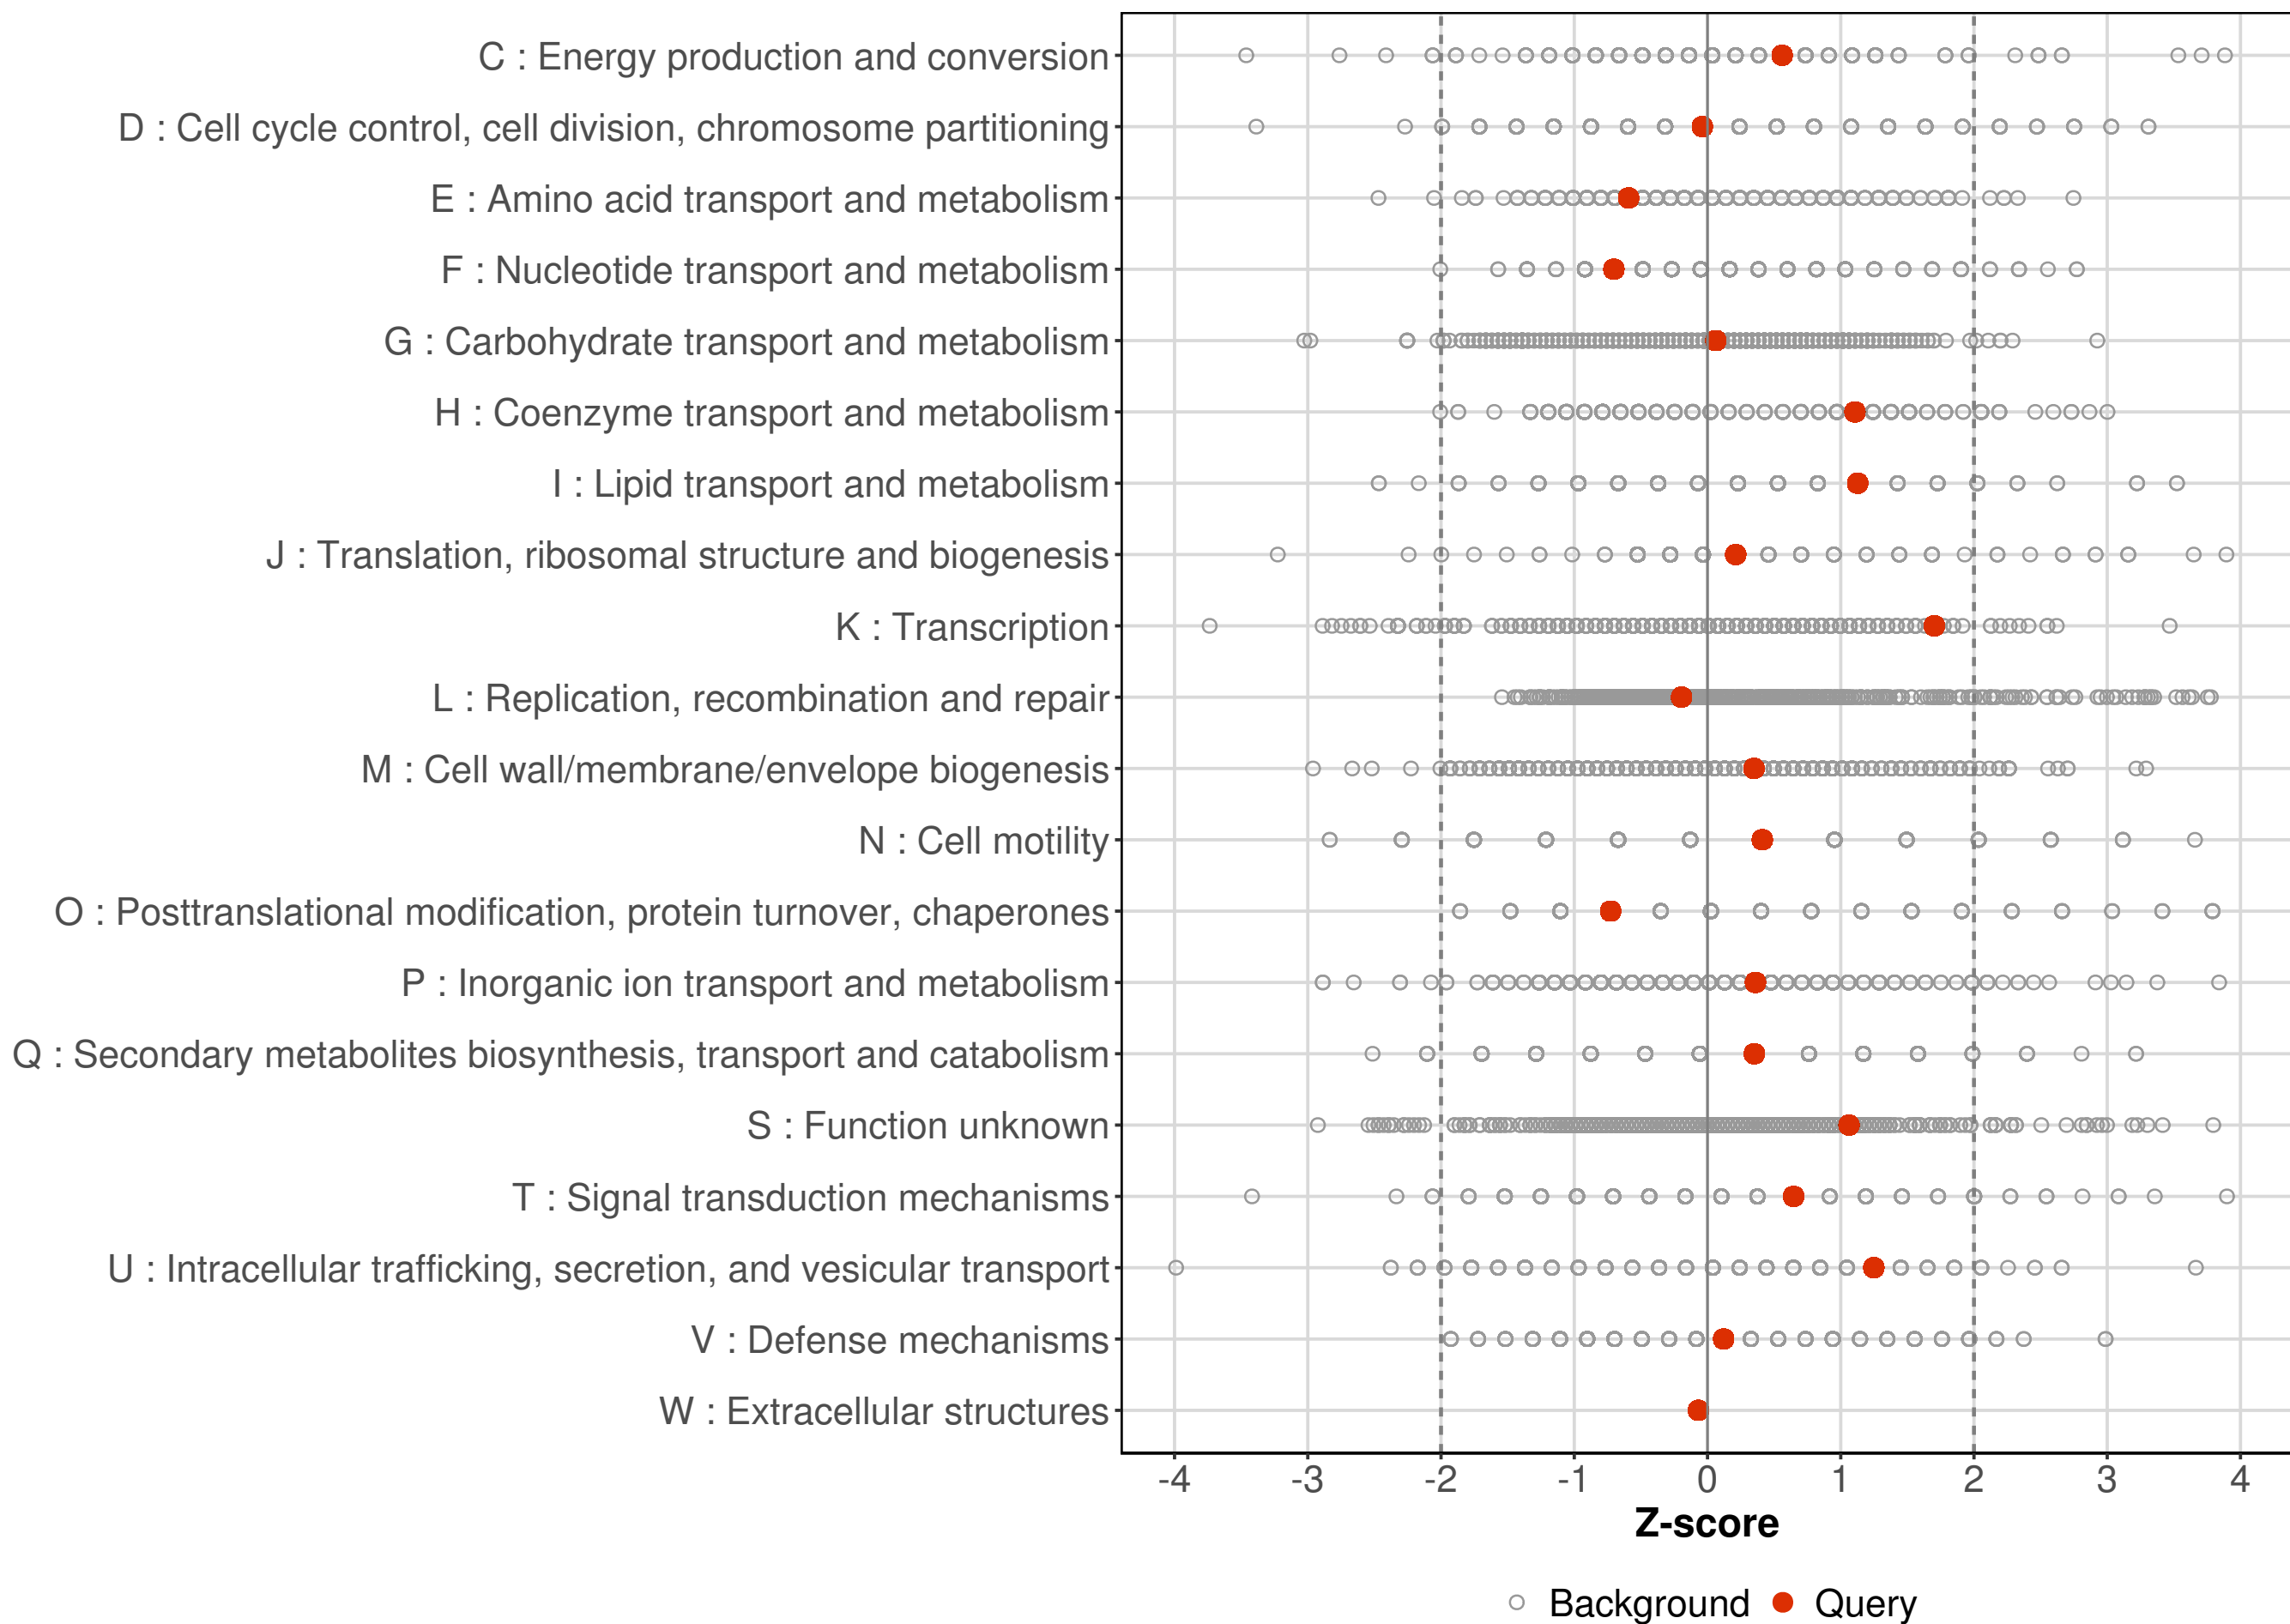 C : Energy production and conversion
D : Cell cycle control, cell division, chromosome partitioning
E : Amino acid transport and metabolism
F : Nucleotide transport and metabolism
G : Carbohydrate transport and metabolism
H : Coenzyme transport and metabolism
I : Lipid transport and metabolism
J : Translation, ribosomal structure and biogenesis
K : Transcription
L : Replication, recombination and repair
M : Cell wall/membrane/envelope biogenesis
N : Cell motility
O : Posttranslational modification, protein turnover, chaperones
P : Inorganic ion transport and metabolism
Q : Secondary metabolites biosynthesis, transport and catabolism
S : Function unknown
T : Signal transduction mechanisms
U : Intracellular trafficking, secretion, and vesicular transport
V : Defense mechanisms
W : Extracellular structures
-4 -3 -2 -1 0 1 2 3 4
Z-score
Background Query